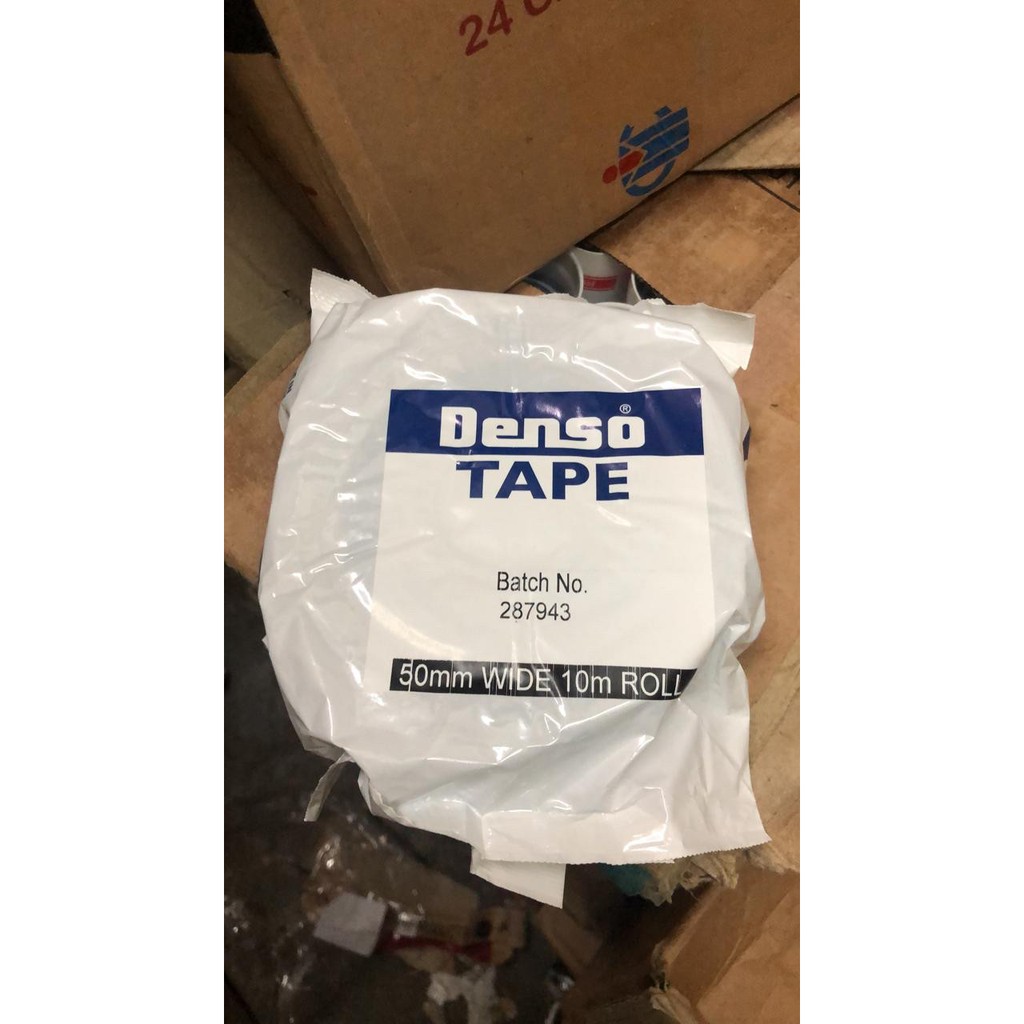 24
Denso®
TAPE
Batch No.
287943
50mm WIDE 10m ROLL